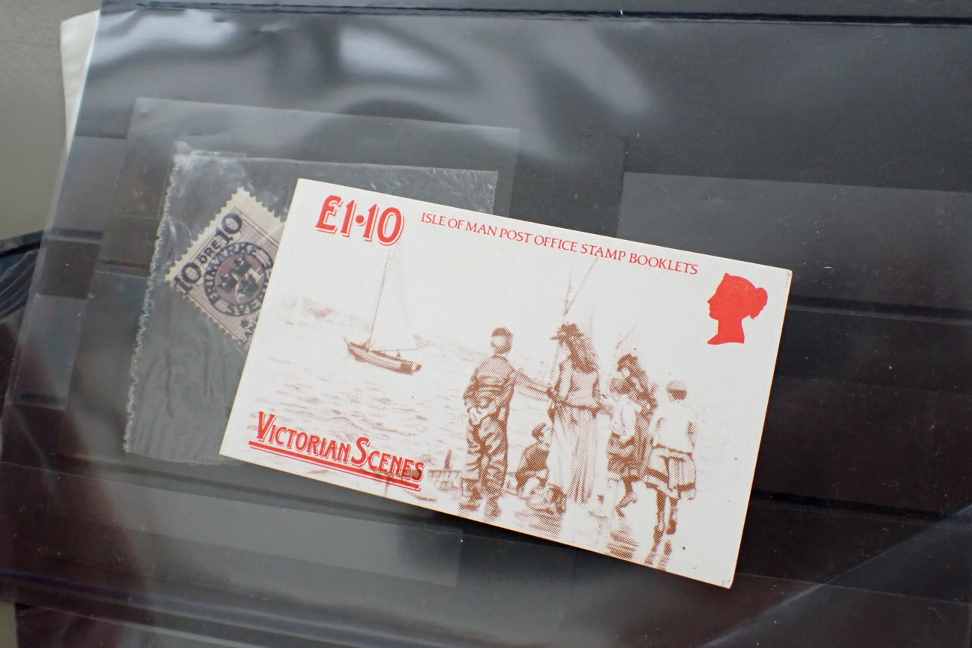 £1·10
ISLE OF MAN POST OFFICE STAMP BOOKLETS
VICTORIAN SCENES
10 ÖRE 10